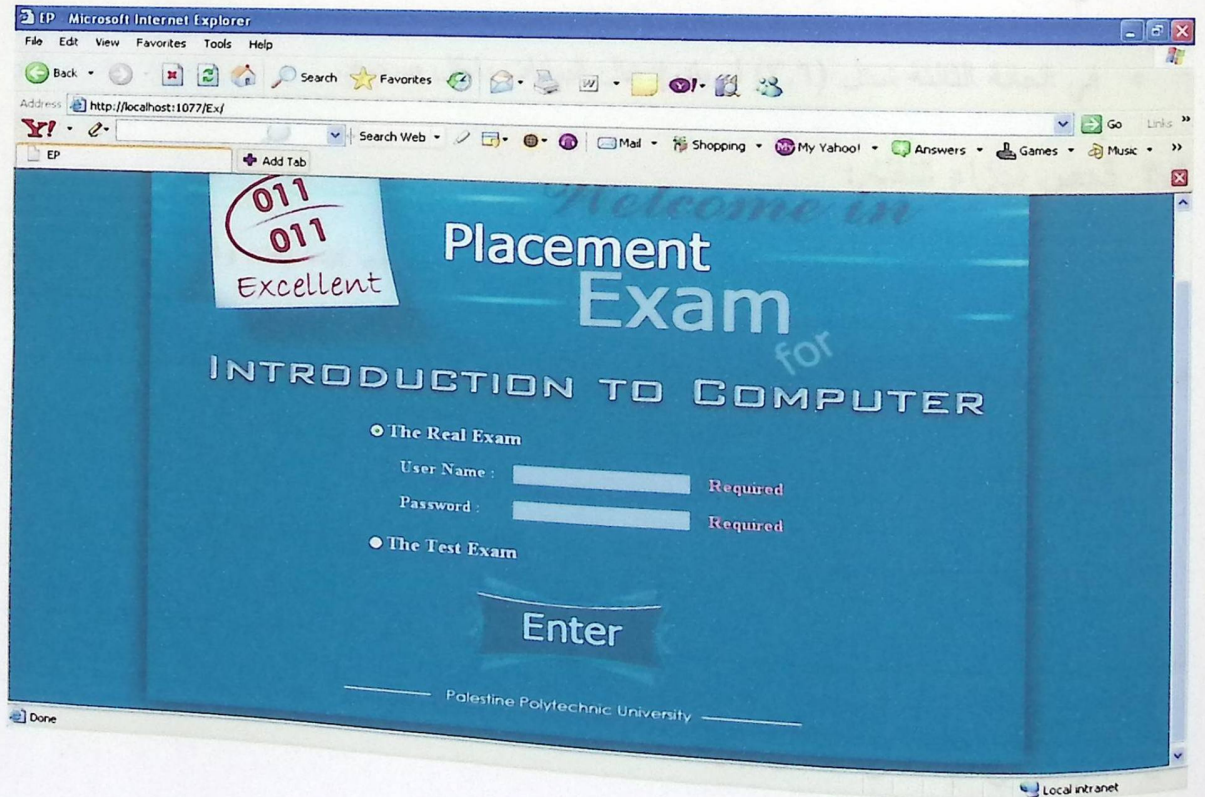 EP - Microsoft Internet Explorer
File Edit View Favorites Tools Help
Back Search Favorites
Address http://localhost:1077/Ex/ Go Links »
Y! Search Web Mail Shopping My Yahoo! Answers Games Music »
EP Add Tab
011
011
Excellent
Welcome in
Placement
Exam
for
INTRODUCTION TO COMPUTER
The Real Exam
User Name : Required
Password : Required
The Test Exam
Enter
Palestine Polytechnic University
Done
Local intranet